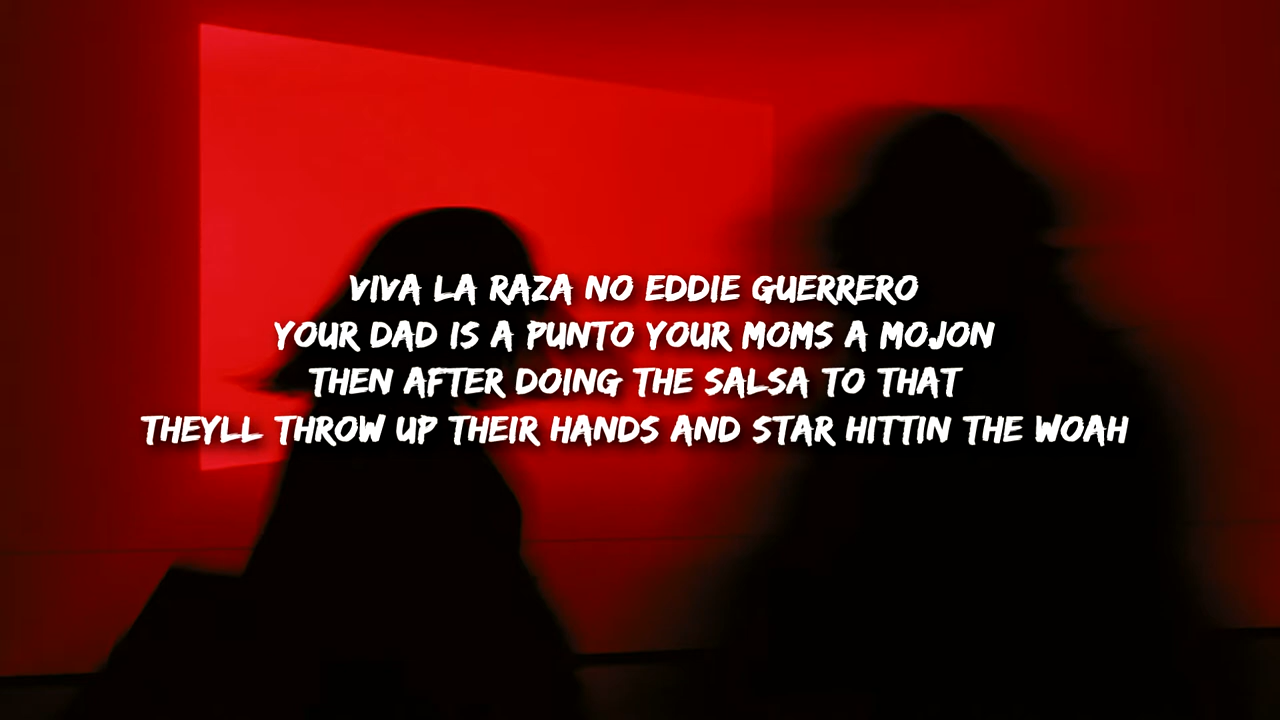 VIVA LA RAZA NO EDDIE GUERRERO
YOUR DAD IS A PUNTO YOUR MOMS A MOJON
THEN AFTER DOING THE SALSA TO THAT
THEYLL THROW UP THEIR HANDS AND STAR HITTIN THE WOAH